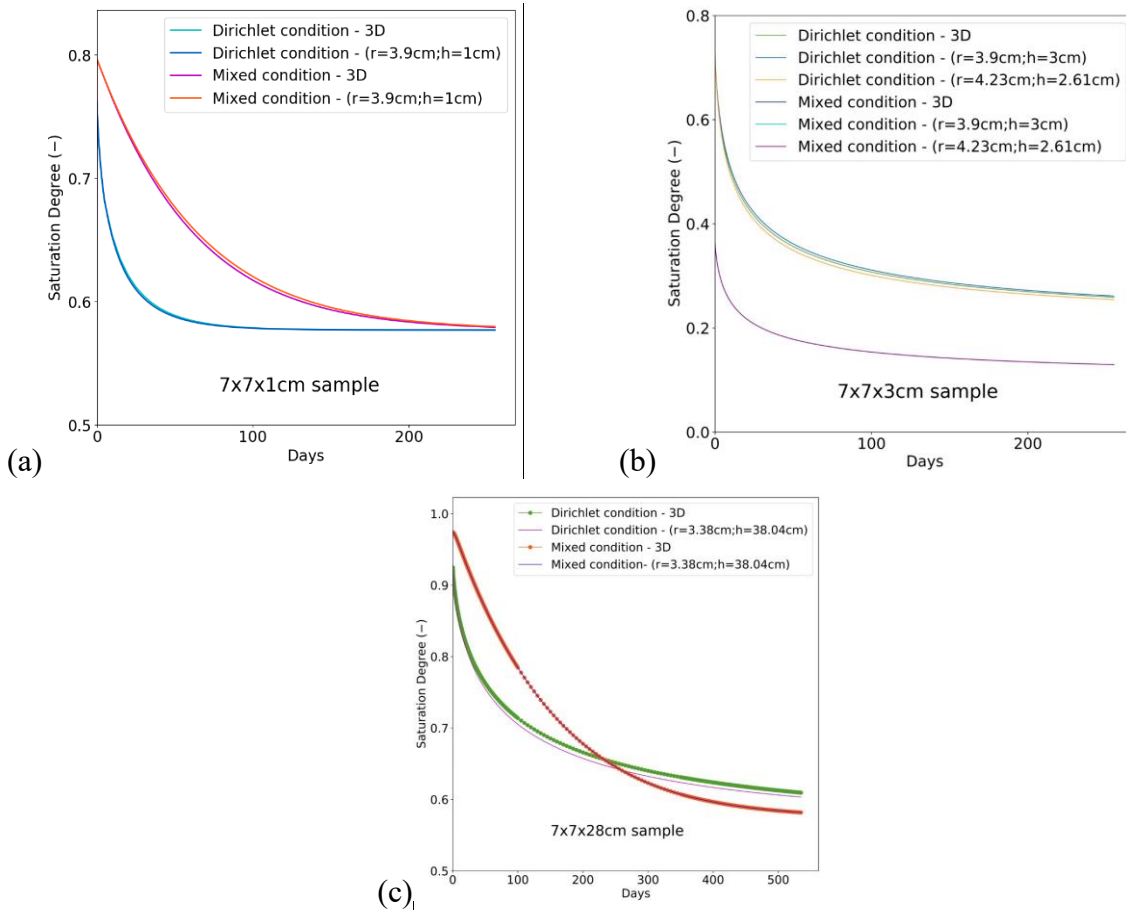 Dirichlet condition - 3D
Dirichlet condition - (r=3.9cm;h=1cm)
Mixed condition - 3D
Mixed condition - (r=3.9cm;h=1cm)
0.8
0.7
0.6
0.5
Saturation Degree (−)
7x7x1cm sample
0
100
200
Days
(a)
Dirichlet condition - 3D
Dirichlet condition - (r=3.9cm;h=3cm)
Dirichlet condition - (r=4.23cm;h=2.61cm)
Mixed condition - 3D
Mixed condition - (r=3.9cm;h=3cm)
Mixed condition - (r=4.23cm;h=2.61cm)
0.8
0.6
0.4
0.2
0.0
Saturation Degree (−)
7x7x3cm sample
0
100
200
Days
(b)
Dirichlet condition - 3D
Dirichlet condition - (r=3.38cm;h=38.04cm)
Mixed condition - 3D
Mixed condition- (r=3.38cm;h=38.04cm)
1.0
0.9
0.8
0.7
0.6
0.5
Saturation Degree (−)
7x7x28cm sample
0
100
200
300
400
500
Days
(c)